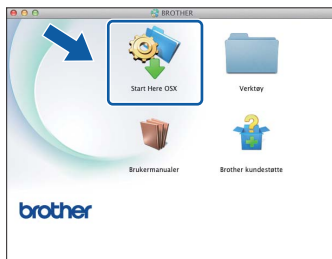 BROTHER
Start Here OSX
Verktøy
Brukermanualer
Brother kundestøtte
brother